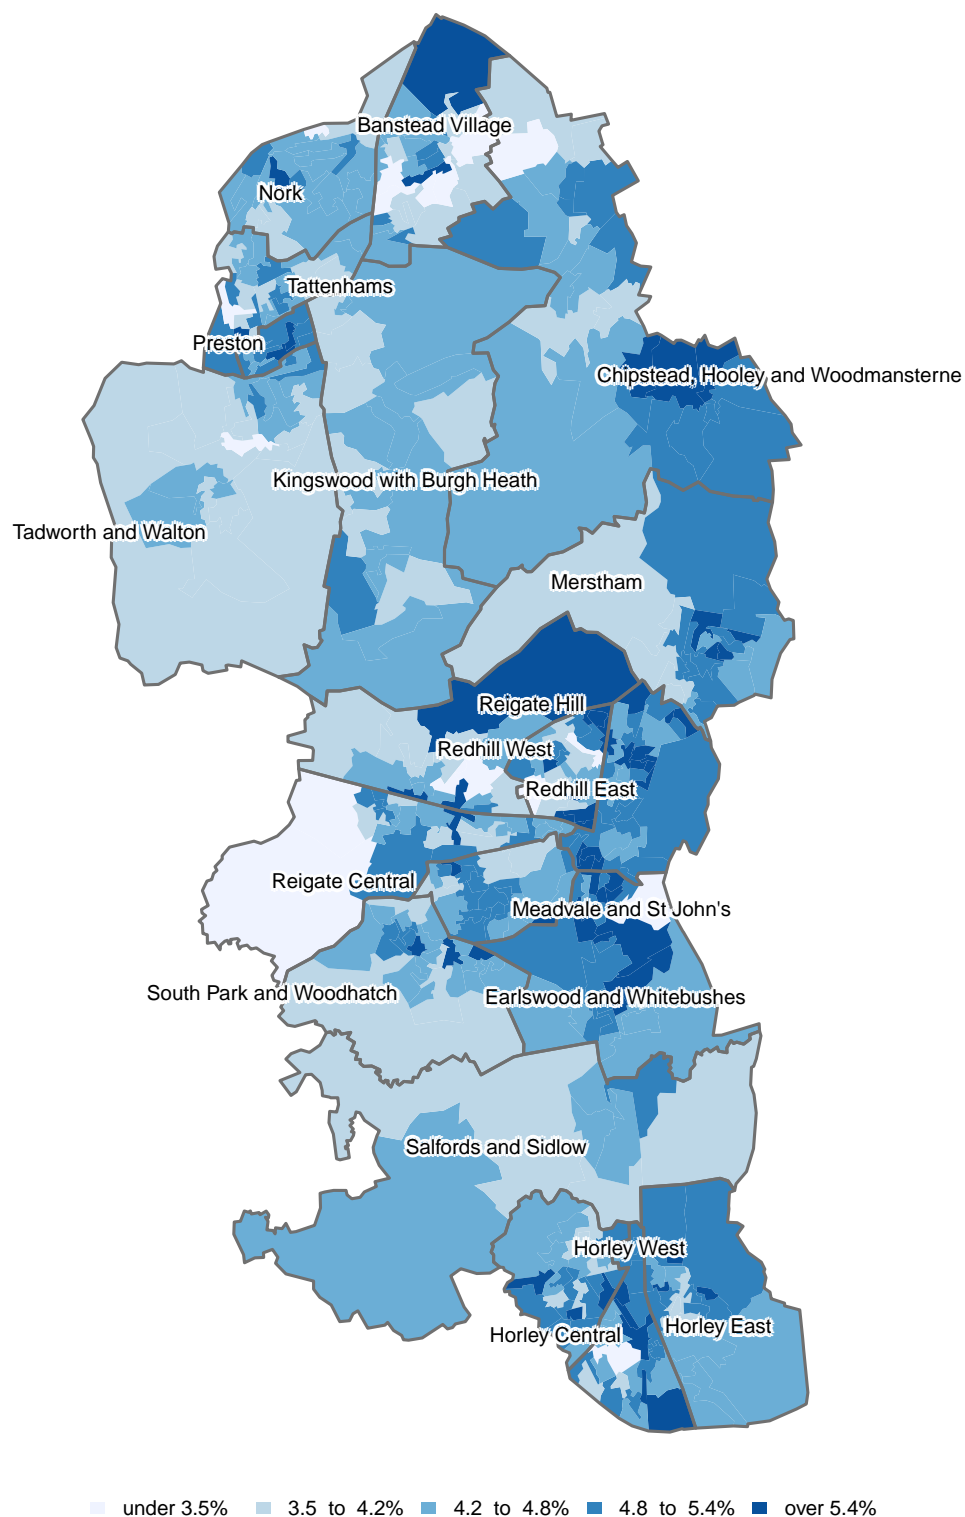 Banstead Village
Nork
Tattenhams
Preston
Chipstead, Hooley and Woodmansterne
Kingswood with Burgh Heath
Tadworth and Walton
Merstham
Reigate Hill
Redhill West
Redhill East
Reigate Central
Meadvale and St John's
South Park and Woodhatch
Earlswood and Whitebushes
Salfords and Sidlow
Horley West
Horley East
Horley Central
under 3.5% 3.5 to 4.2% 4.2 to 4.8% 4.8 to 5.4% over 5.4%